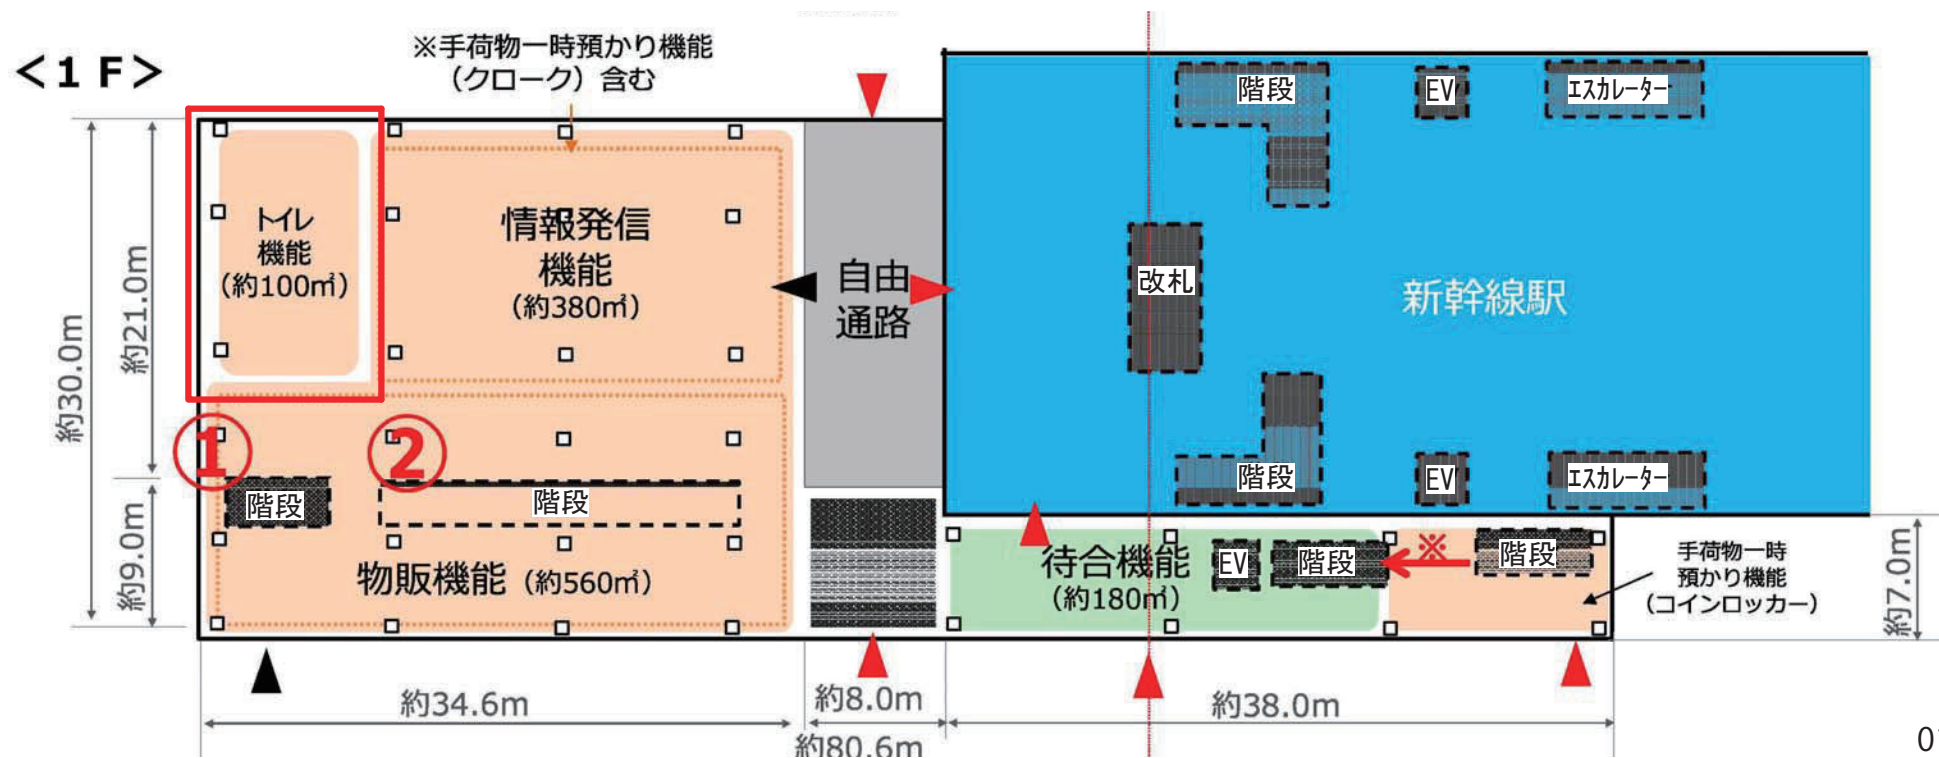 <1F>
※手荷物一時預かり機能
（クローク）含む
階段
EV
エスカレーター
トイレ
機能
（約100㎡）
情報発信
機能
（約380㎡）
自由
通路
改札
新幹線駅
約30.0m
約21.0m
約9.0m
①
②
階段
階段
物販機能（約560㎡）
階段
EV
エスカレーター
待合機能
（約180㎡）
EV
階段
※
階段
手荷物一時
預かり機能
（コインロッカー）
約7.0m
約34.6m
約8.0m
約38.0m
約80.6m